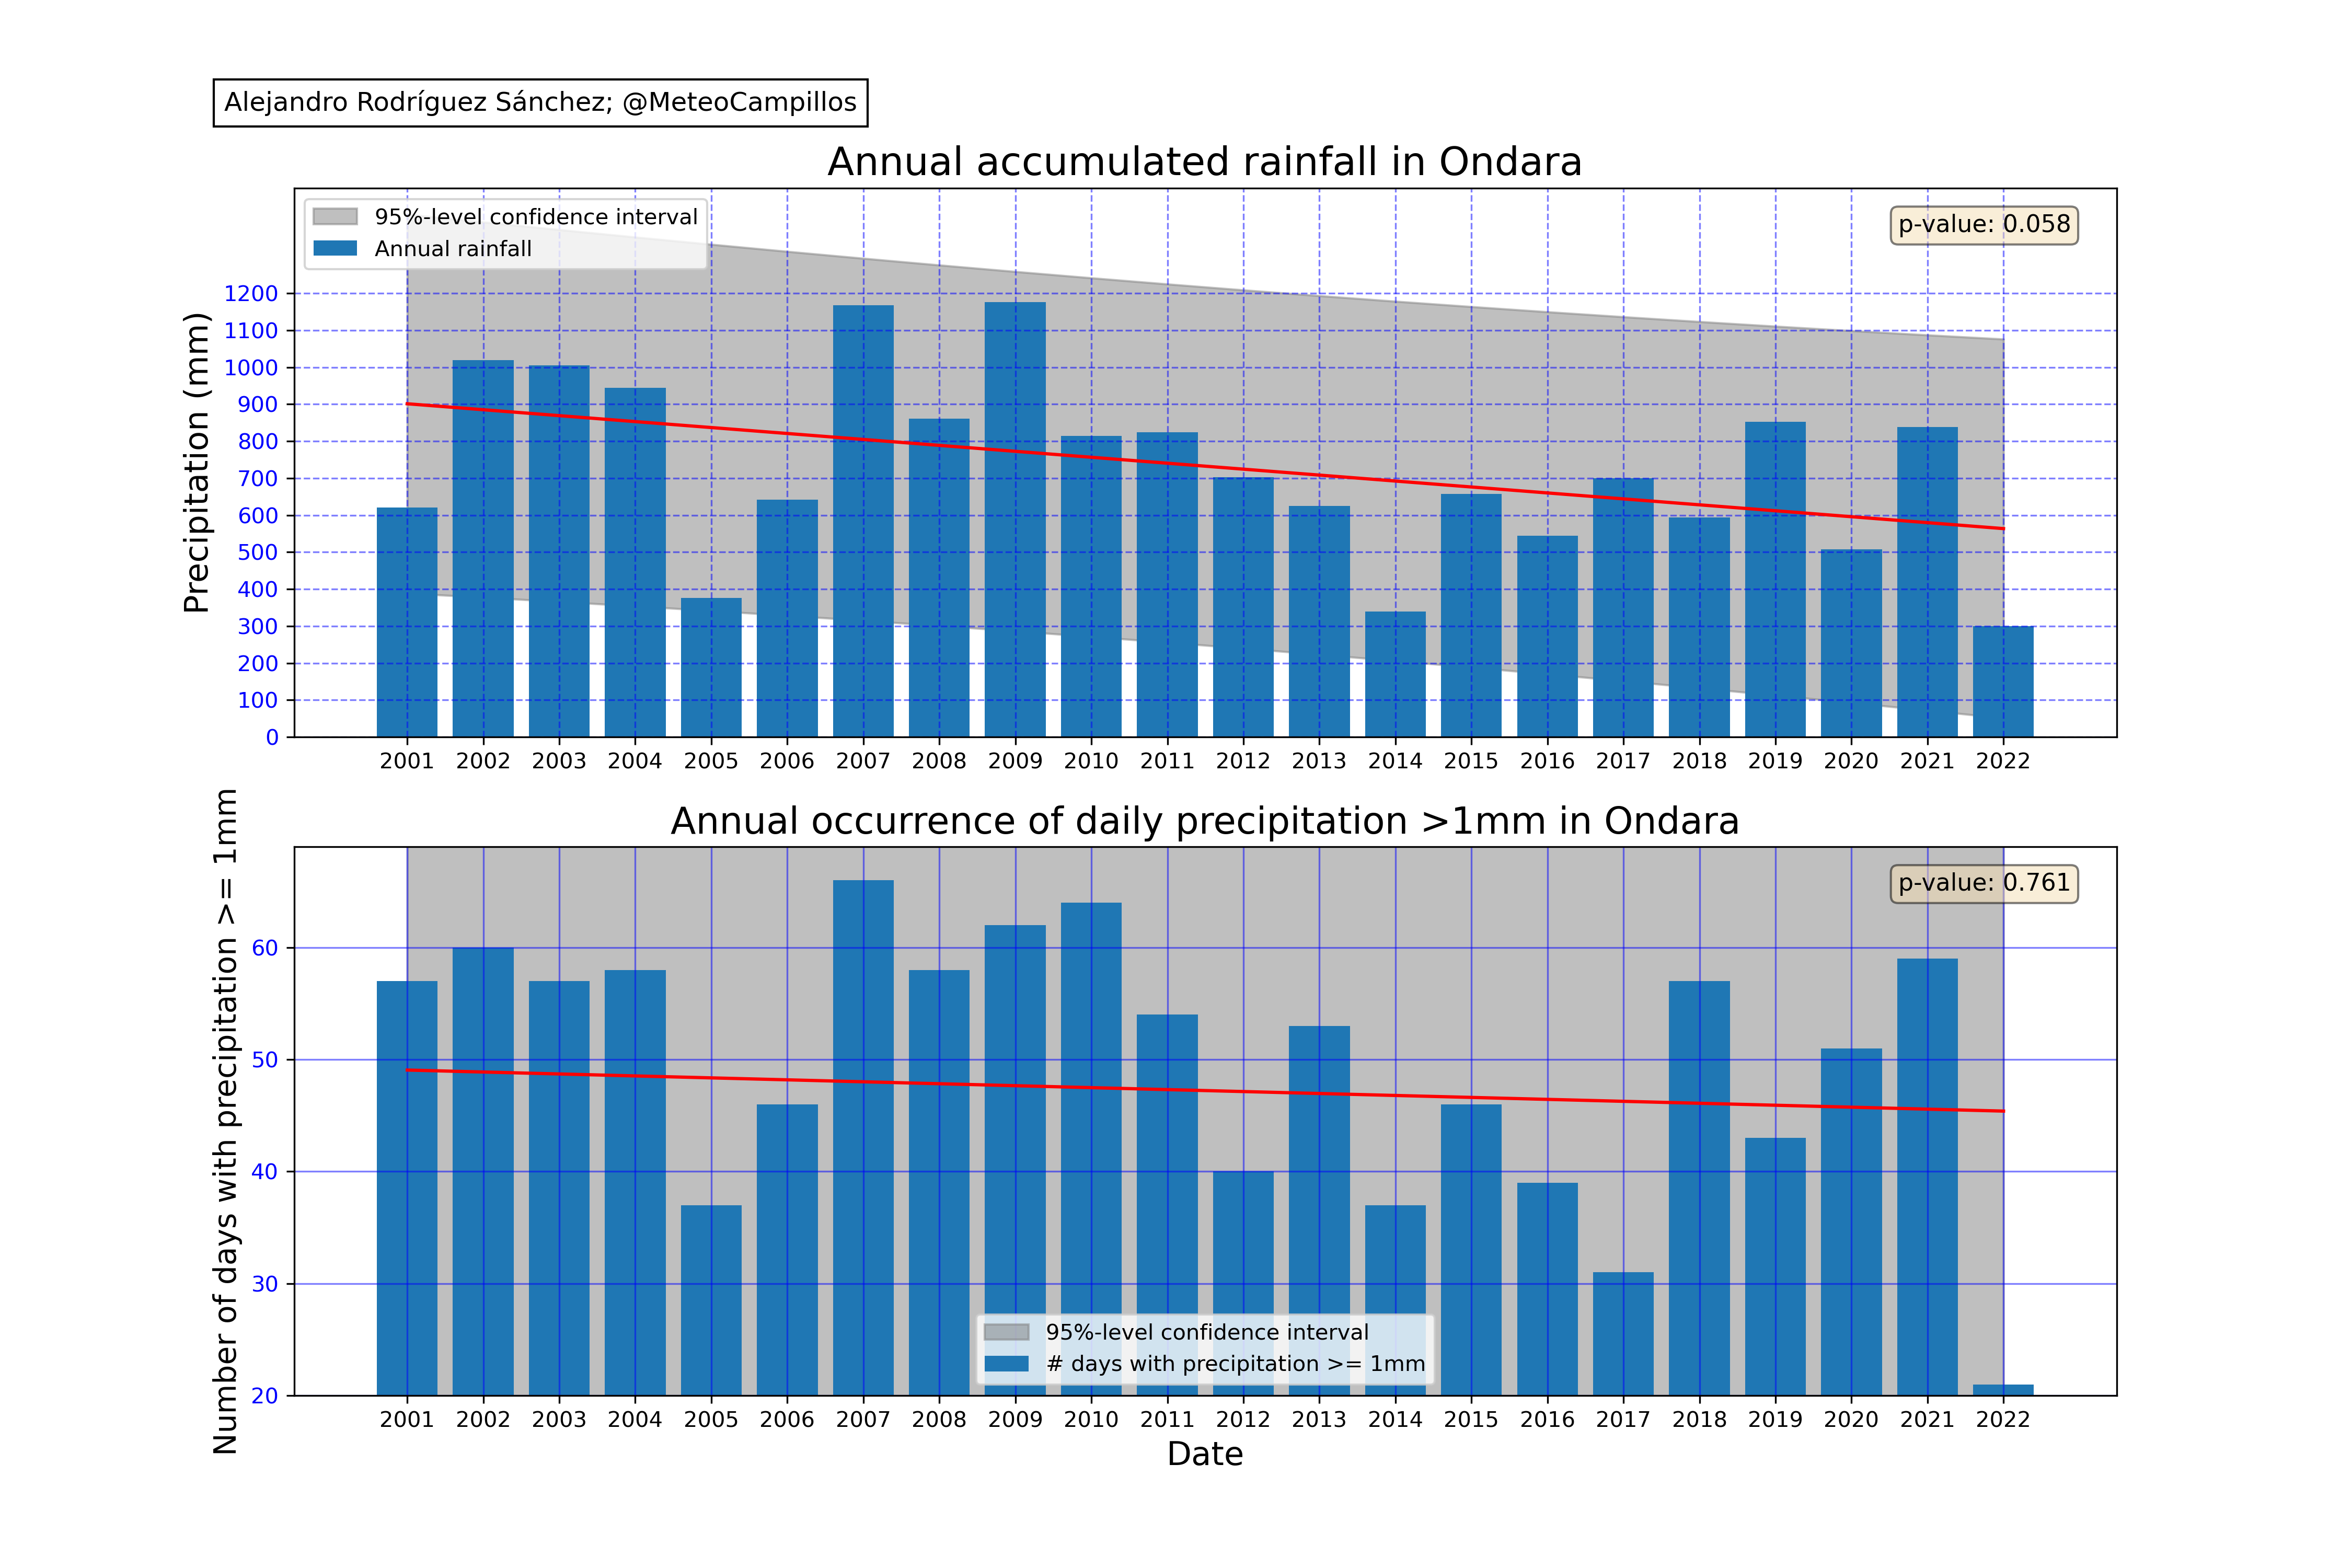 Alejandro Rodríguez Sánchez; @MeteoCampillos
Annual accumulated rainfall in Ondara
95%-level confidence interval
Annual rainfall
p-value: 0.058
Precipitation (mm)
1200
1100
1000
900
800
700
600
500
400
300
200
100
0
2001 2002 2003 2004 2005 2006 2007 2008 2009 2010 2011 2012 2013 2014 2015 2016 2017 2018 2019 2020 2021 2022
Annual occurrence of daily precipitation >1mm in Ondara
p-value: 0.761
Number of days with precipitation >= 1mm
60
50
40
30
20
95%-level confidence interval
# days with precipitation >= 1mm
2001 2002 2003 2004 2005 2006 2007 2008 2009 2010 2011 2012 2013 2014 2015 2016 2017 2018 2019 2020 2021 2022
Date